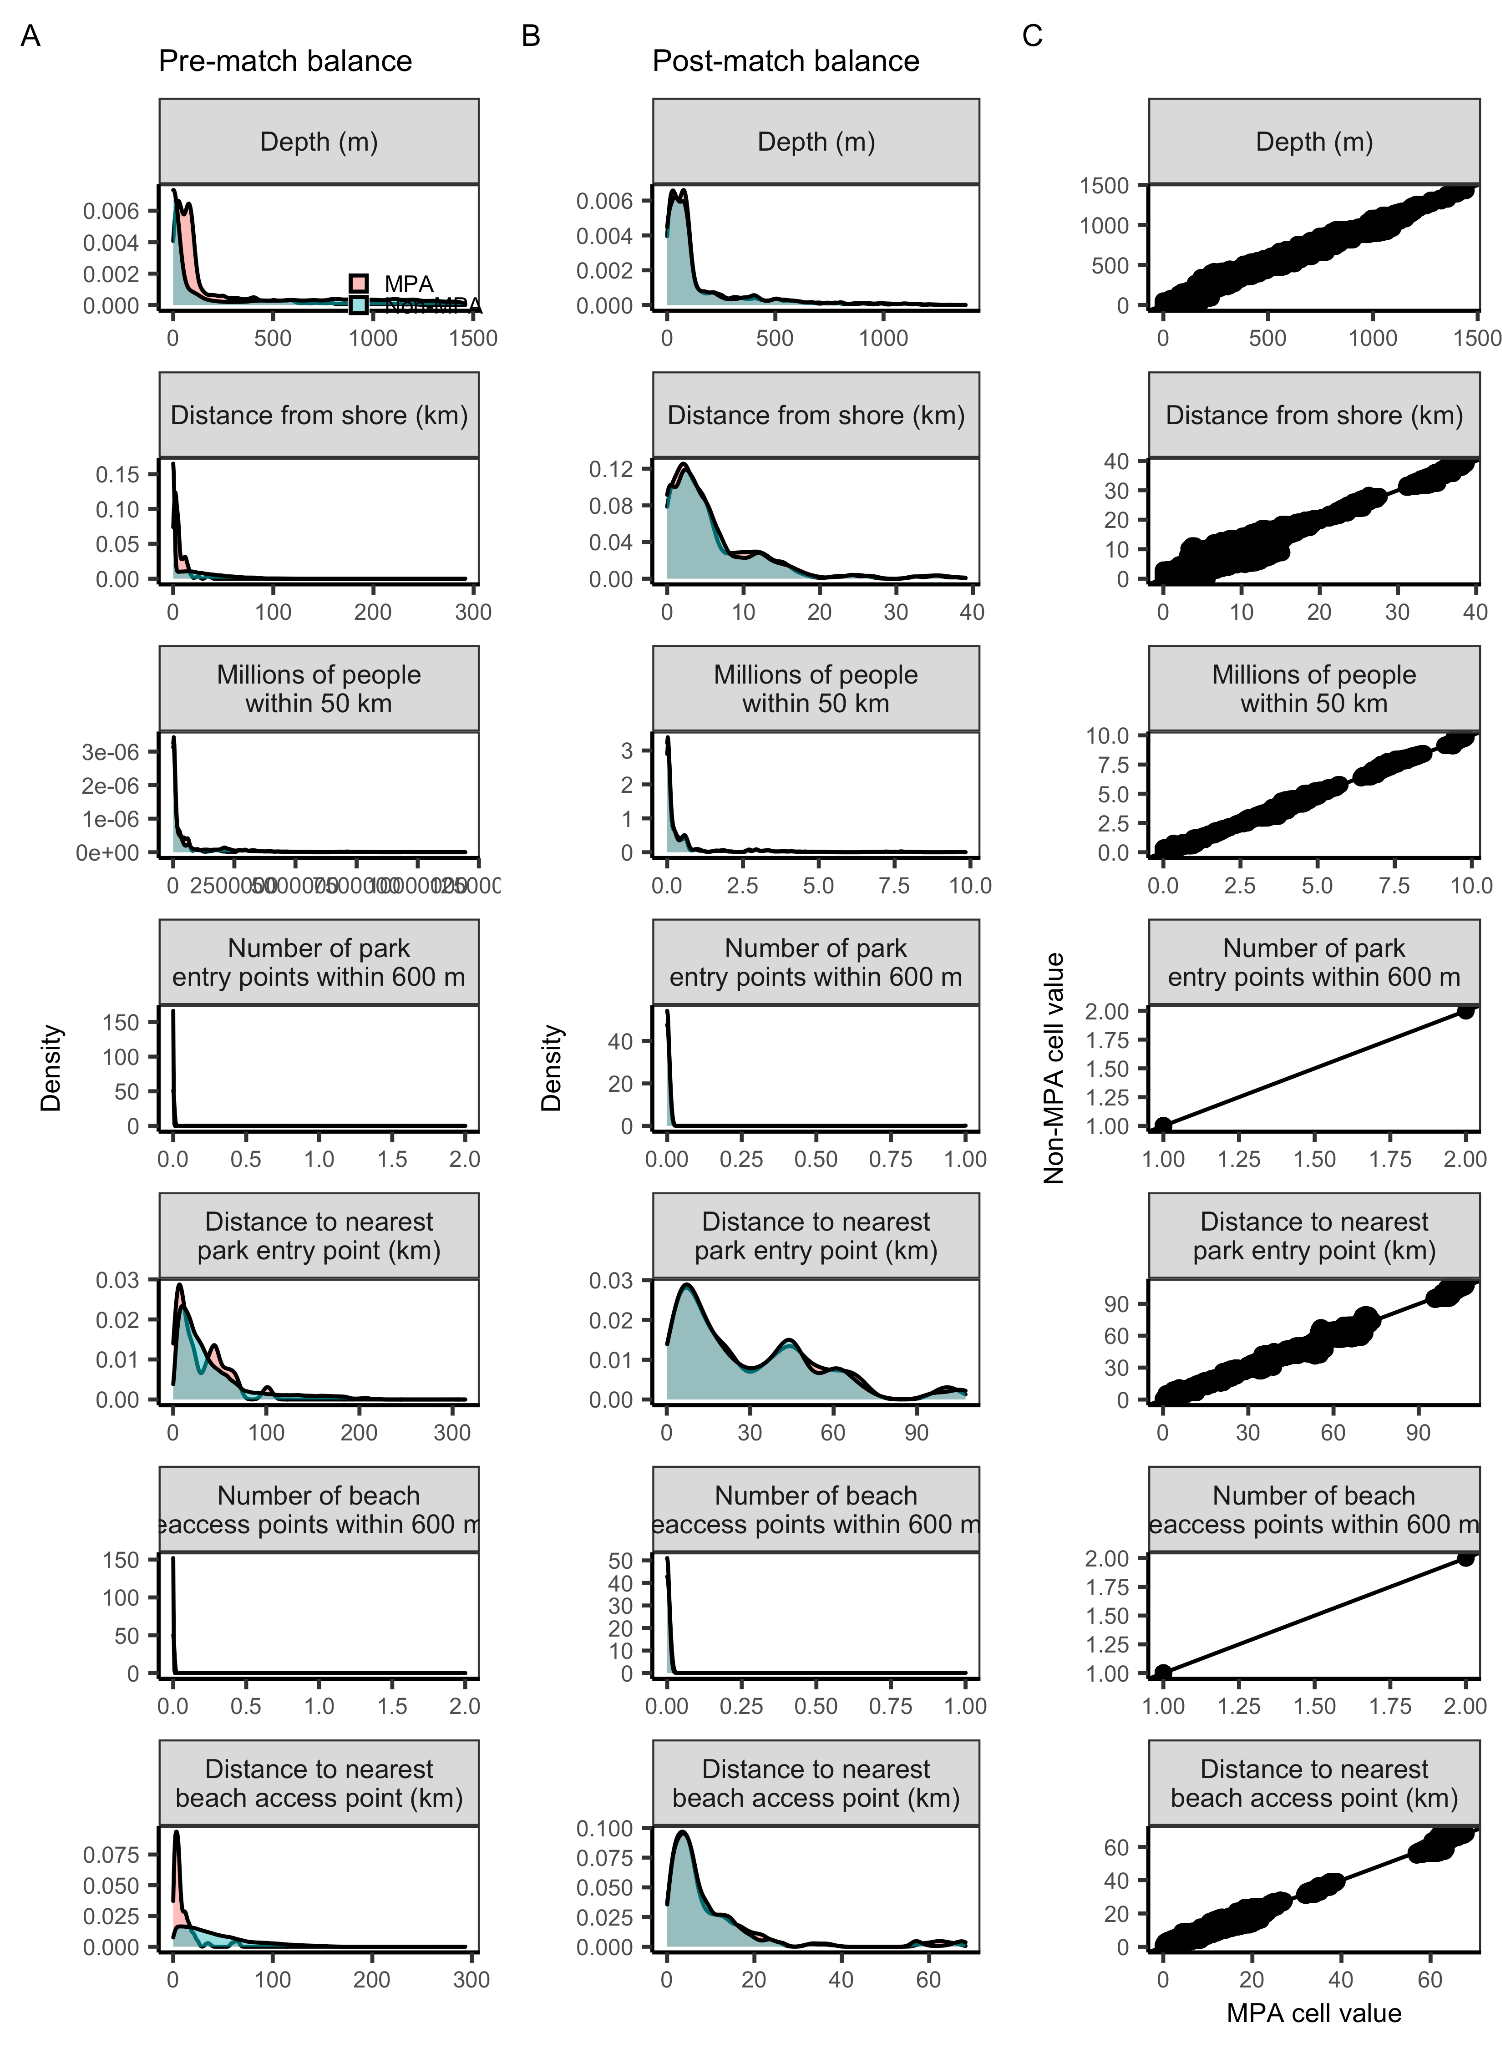 A
B
C
Pre-match balance
Post-match balance
Depth (m)
Depth (m)
Depth (m)
0.006
0.004
0.002
0.000
MPA
Non-MPA
0 500 1000 1500
0.006
0.004
0.002
0.000
0 500 1000
1500
1000
500
0
0 500 1000 1500
Distance from shore (km)
Distance from shore (km)
Distance from shore (km)
0.15
0.10
0.05
0.00
0 100 200 300
0.12
0.08
0.04
0.00
0 10 20 30 40
40
30
20
10
0
0 10 20 30 40
Millions of people
within 50 km
Millions of people
within 50 km
Millions of people
within 50 km
3e-06
2e-06
1e-06
0e+00
0
3
2
1
0
0.0 2.5 5.0 7.5 10.0
10.0
7.5
5.0
2.5
0.0
0.0 2.5 5.0 7.5 10.0
Number of park
entry points within 600 m
Number of park
entry points within 600 m
Number of park
entry points within 600 m
Density
150
100
50
0
0.0 0.5 1.0 1.5 2.0
Density
40
20
0
0.00 0.25 0.50 0.75 1.00
Non-MPA cell value
2.00
1.75
1.50
1.25
1.00
1.00 1.25 1.50 1.75 2.00
Distance to nearest
park entry point (km)
Distance to nearest
park entry point (km)
Distance to nearest
park entry point (km)
0.03
0.02
0.01
0.00
0 100 200 300
0.03
0.02
0.01
0.00
0 30 60 90
90
60
30
0
0 30 60 90
Number of beach
eaccess points within 600 m
Number of beach
eaccess points within 600 m
Number of beach
eaccess points within 600 m
150
100
50
0
0.0 0.5 1.0 1.5 2.0
50
40
30
20
10
0
0.00 0.25 0.50 0.75 1.00
2.00
1.75
1.50
1.25
1.00
1.00 1.25 1.50 1.75 2.00
Distance to nearest
beach access point (km)
Distance to nearest
beach access point (km)
Distance to nearest
beach access point (km)
0.075
0.050
0.025
0.000
0 100 200 300
0.100
0.075
0.050
0.025
0.000
0 20 40 60
60
40
20
0
0 20 40 60
MPA cell value